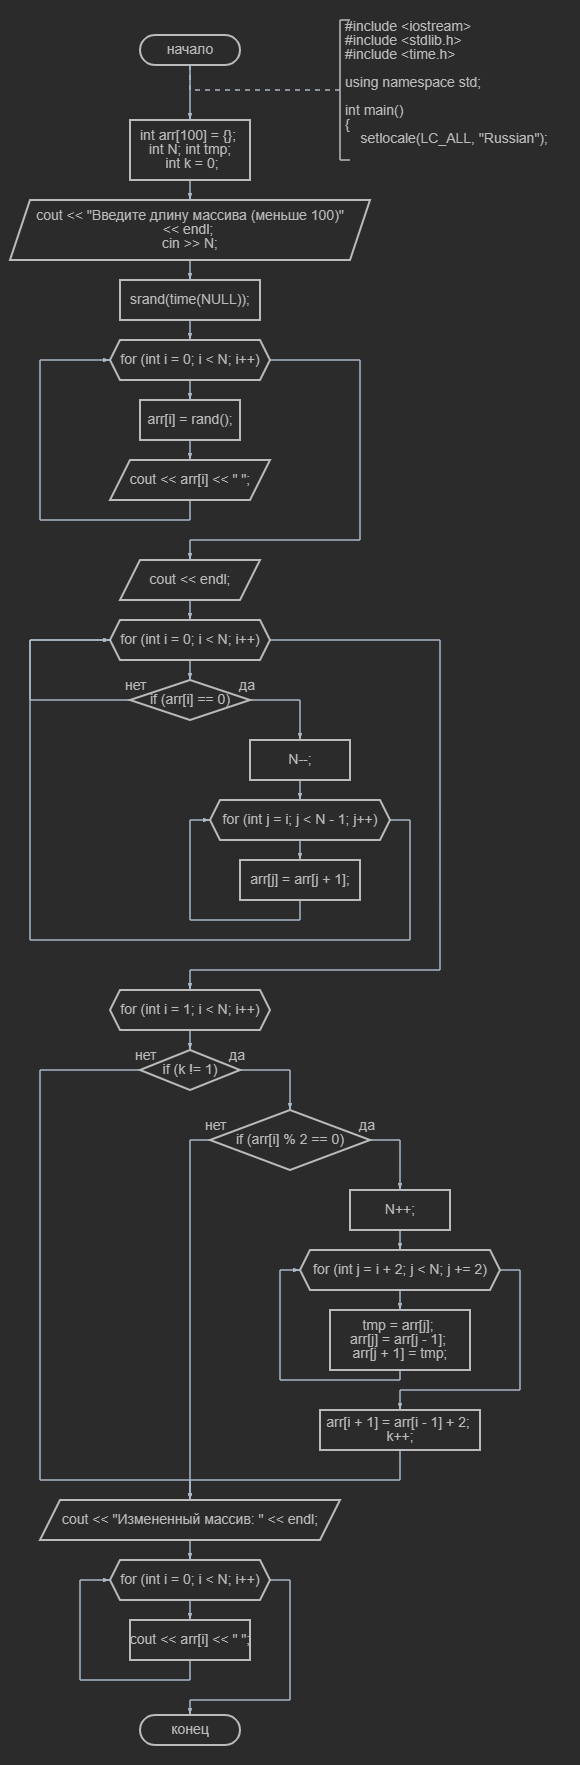 начало
#include <iostream>
#include <stdlib.h>
#include <time.h>
using namespace std;
int main()
{
setlocale(LC_ALL, "Russian");
int arr[100] = {};
int N; int tmp;
int k = 0;
cout << "Введите длину массива (меньше 100)"
<< endl;
cin >> N;
srand(time(NULL));
for (int i = 0; i < N; i++)
arr[i] = rand();
cout << arr[i] << " ";
cout << endl;
for (int i = 0; i < N; i++)
нет
да
if (arr[i] == 0)
N--;
for (int j = i; j < N - 1; j++)
arr[j] = arr[j + 1];
for (int i = 1; i < N; i++)
нет
да
if (k != 1)
нет
да
if (arr[i] % 2 == 0)
N++;
for (int j = i + 2; j < N; j += 2)
tmp = arr[j];
arr[j] = arr[j - 1];
arr[j + 1] = tmp;
arr[i + 1] = arr[i - 1] + 2;
k++;
cout << "Измененный массив: " << endl;
for (int i = 0; i < N; i++)
cout << arr[i] << " ";
конец